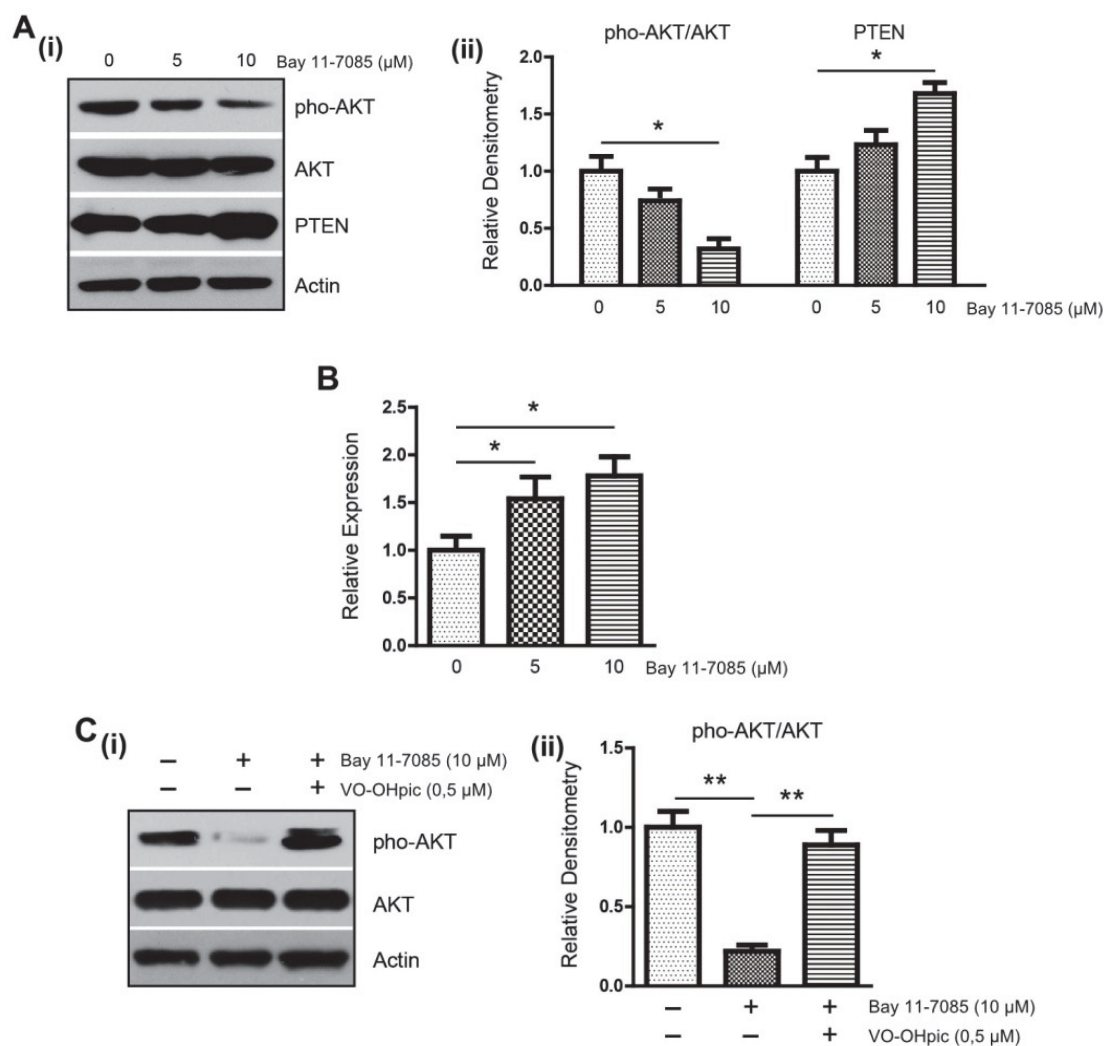 A
(i)
0 5 10 Bay 11-7085 (µM)
pho-AKT
AKT
PTEN
Actin
(ii)
pho-AKT/AKT PTEN
Relative Densitometry
2.0
1.5
1.0
0.5
0.0
*
*
0 5 10 0 5 10 Bay 11-7085 (µM)
B
Relative Expression
2.5
2.0
1.5
1.0
0.5
0.0
*
*
0 5 10 Bay 11-7085 (µM)
C
(i)
– + + Bay 11-7085 (10 µM)
– – + VO-OHpic (0,5 µM)
pho-AKT
AKT
Actin
(ii)
pho-AKT/AKT
Relative Densitometry
1.5
1.0
0.5
0.0
** **
– + + Bay 11-7085 (10 µM)
– – + VO-OHpic (0,5 µM)